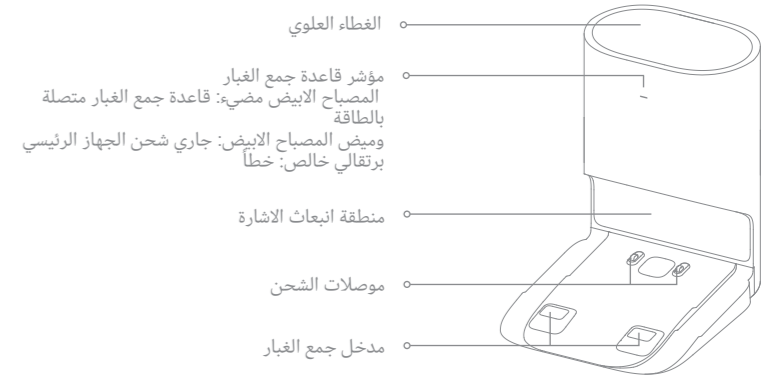 الغطاء العلوي
مؤشر قاعدة جمع الغبار
المصباح الابيض مضيء: قاعدة جمع الغبار متصلة
بالطاقة
وميض المصباح الابيض: جاري شحن الجهاز الرئيسي
برتقالي خالص: خطأ
منطقة انبعاث الاشارة
موصلات الشحن
مدخل جمع الغبار